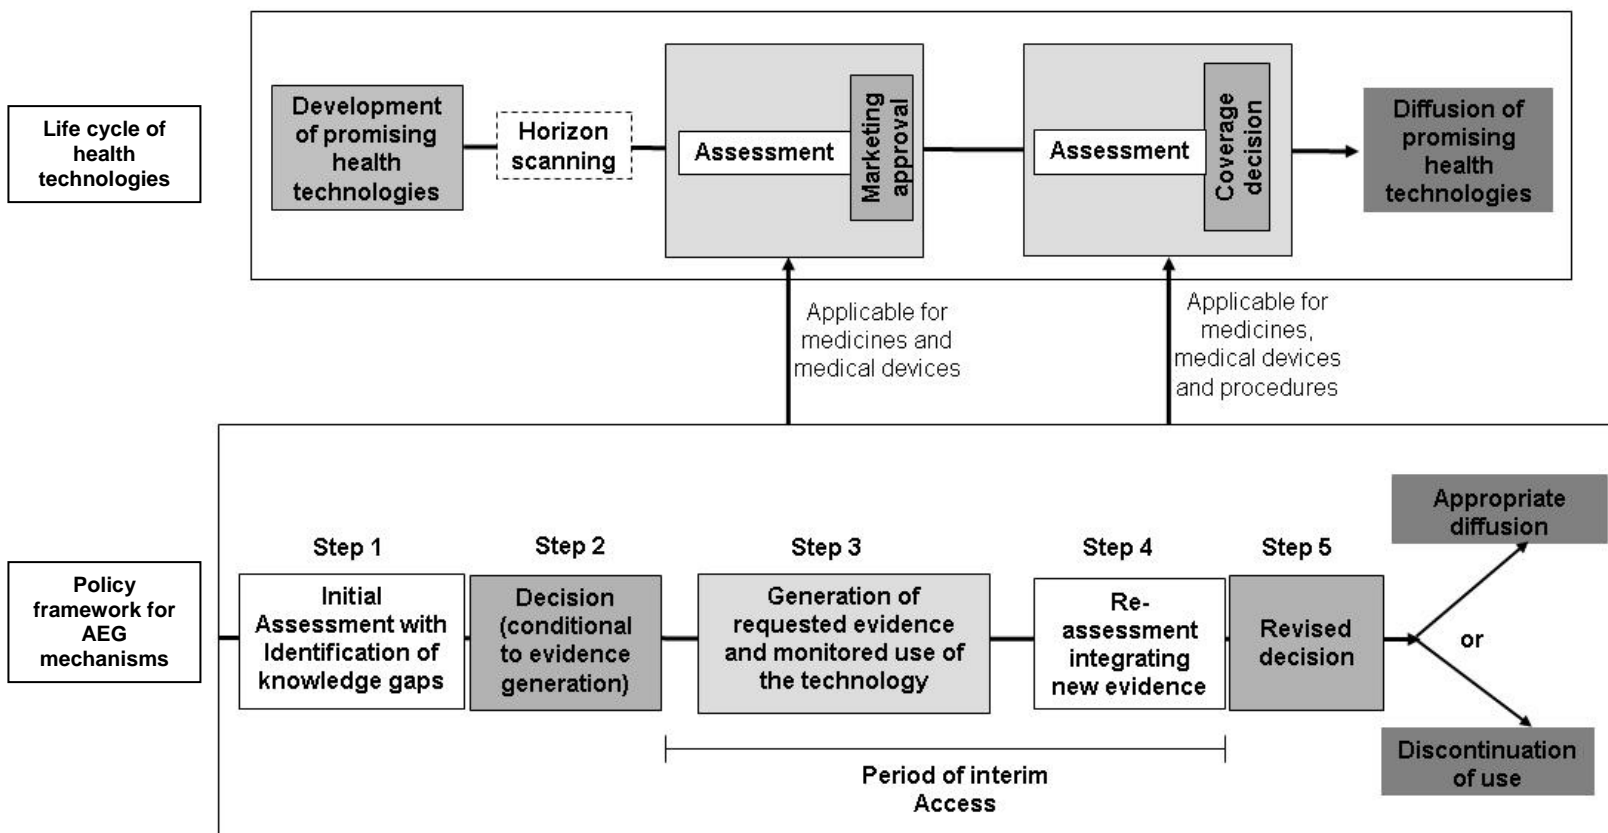 Life cycle of
health
technologies
Development
of promising
health
technologies
Horizon
scanning
Assessment
Marketing
approval
Assessment
Coverage
decision
Diffusion of
promising
health
technologies
Applicable for
medicines and
medical devices
Applicable for
medicines,
medical devices
and procedures
Policy
framework for
AEG
mechanisms
Step 1
Initial
Assessment with
Identification of
knowledge gaps
Step 2
Decision
(conditional
to evidence
generation)
Step 3
Generation of
requested evidence
and monitored use of
the technology
Step 4
Re-
assessment
integrating
new evidence
Step 5
Revised
decision
Appropriate
diffusion
or
Discontinuation
of use
Period of interim
Access